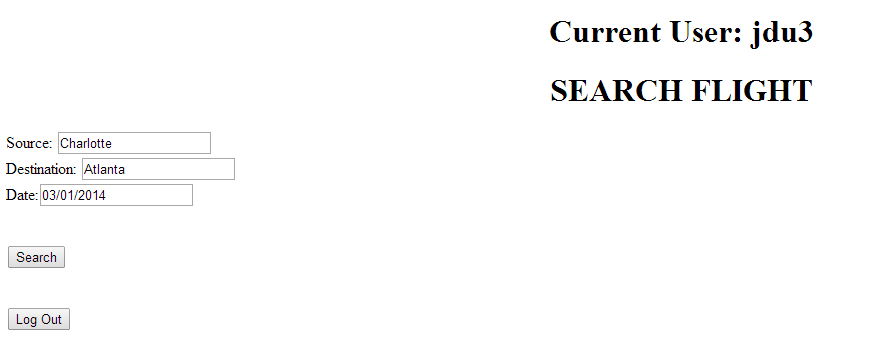 Current User: jdu3
SEARCH FLIGHT
Source: Charlotte
Destination: Atlanta
Date: 03/01/2014
Search
Log Out